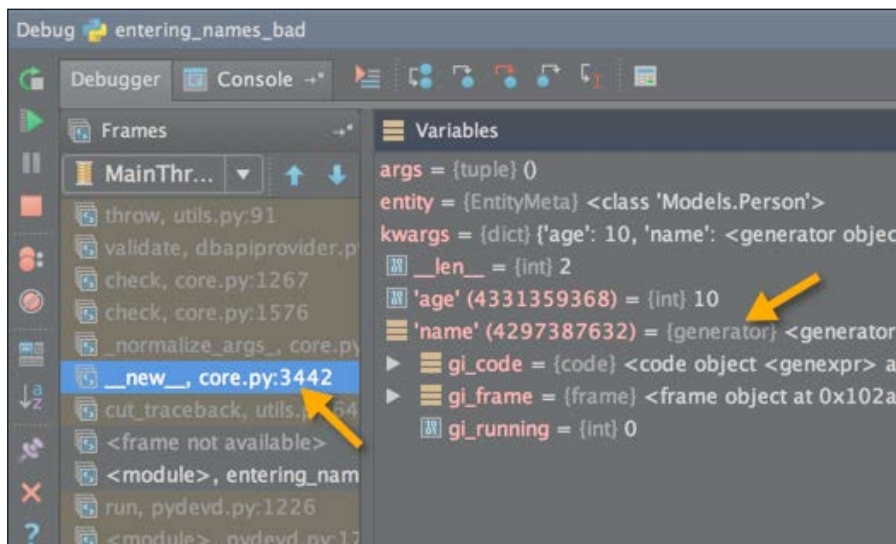 Debug entering_names_bad
Debugger Console
Frames
MainThr...
throw, utils.py:91
validate, dbapiprovider.p
check, core.py:1267
check, core.py:1576
_normalize_args_, core.py
__new__, core.py:3442
cut_traceback, utils.p 64
<frame not available>
<module>, entering_nam
run, pydevd.py:1226
<module>, pydevd.py:17
Variables
args = {tuple} ()
entity = {EntityMeta} <class 'Models.Person'>
kwargs = {dict} {'age': 10, 'name': <generator objec
__len__ = {int} 2
'age' (4331359368) = {int} 10
'name' (4297387632) = {generator} <generator
gi_code = {code} <code object <genexpr> a
gi_frame = {frame} <frame object at 0x102a
gi_running = {int} 0